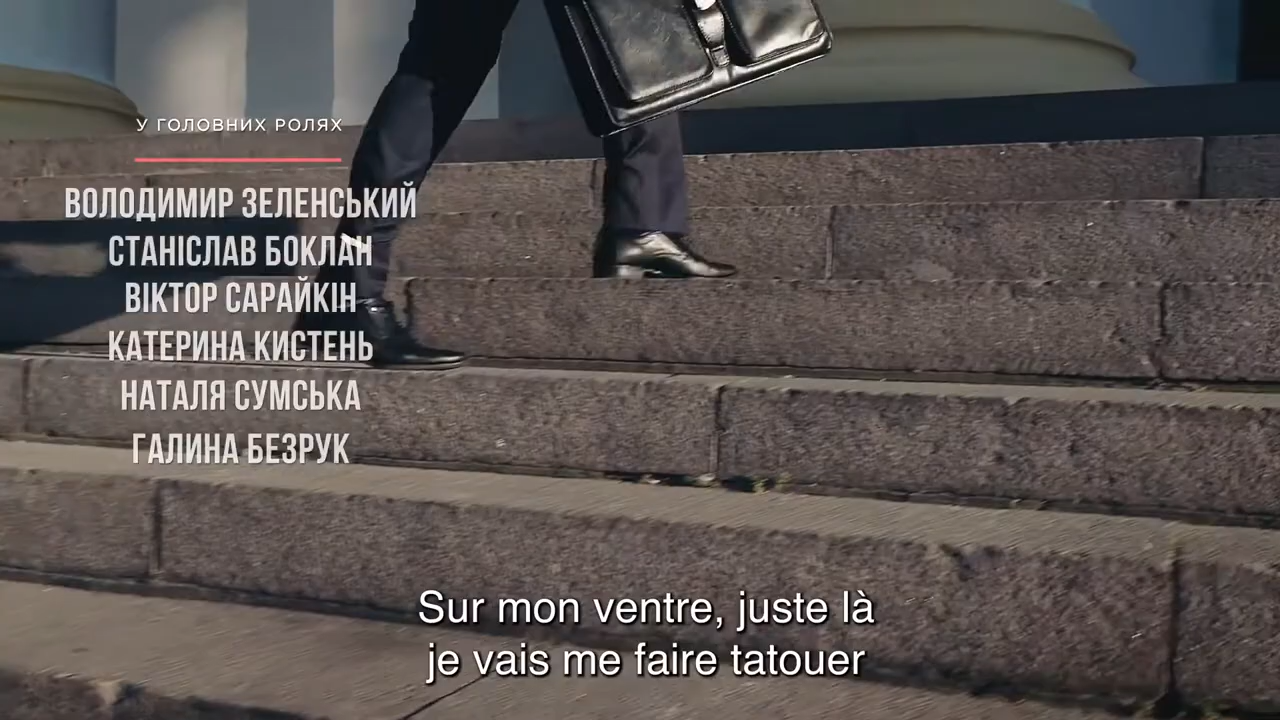 У ГОЛОВНИХ РОЛЯХ
ВОЛОДИМИР ЗЕЛЕНСЬКИЙ
СТАНІСЛАВ БОКЛАН
ВІКТОР САРАЙКІН
КАТЕРИНА КИСТЕНЬ
НАТАЛЯ СУМСЬКА
ГАЛИНА БЕЗРУК
Sur mon ventre, juste là
je vais me faire tatouer